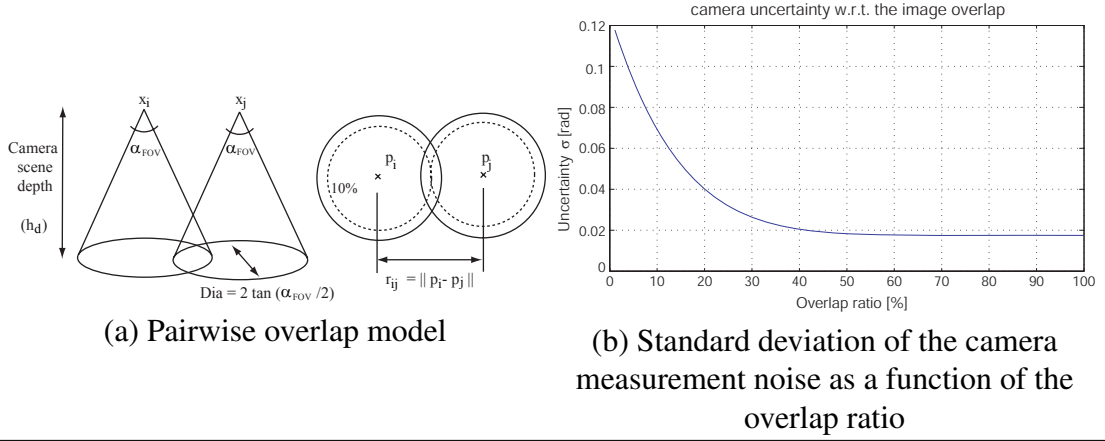 x_i
x_j
α_FOV
α_FOV
Camera
scene
depth
(h_d)
Dia = 2 tan (α_FOV /2)
p_i
p_j
10%
r_ij = || p_i - p_j ||
(a) Pairwise overlap model
camera uncertainty w.r.t. the image overlap
0.12
0.1
0.08
0.06
0.04
0.02
0
Uncertainty σ [rad]
0 10 20 30 40 50 60 70 80 90 100
Overlap ratio [%]
(b) Standard deviation of the camera
measurement noise as a function of the
overlap ratio